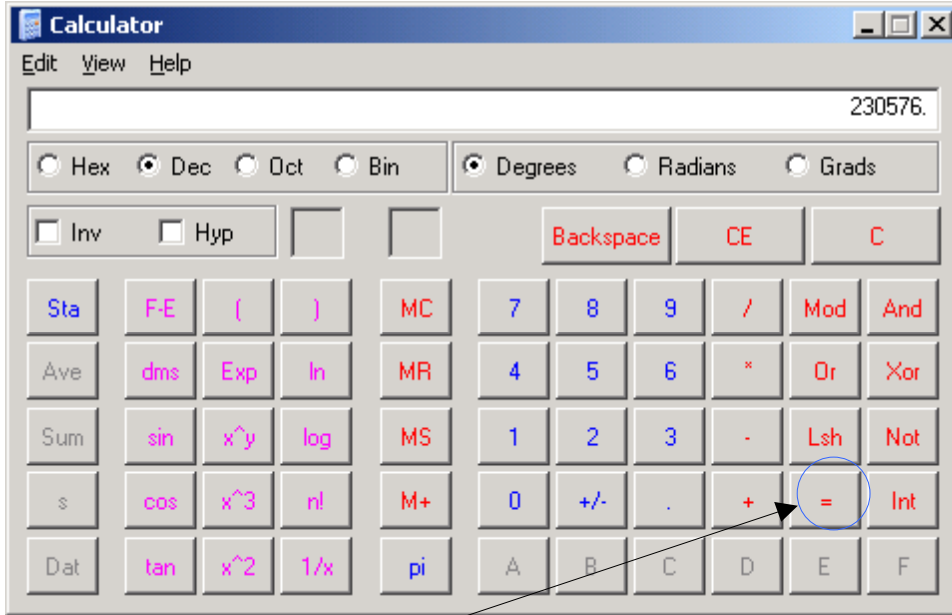 Calculator
Edit View Help
230576.
Hex Dec Oct Bin Degrees Radians Grads
Inv Hyp Backspace CE C
Sta F-E ( ) MC 7 8 9 / Mod And
Ave dms Exp ln MR 4 5 6 * Or Xor
Sum sin x^y log MS 1 2 3 - Lsh Not
s cos x^3 n! M+ 0 +/- . + = Int
Dat tan x^2 1/x pi A B C D E F